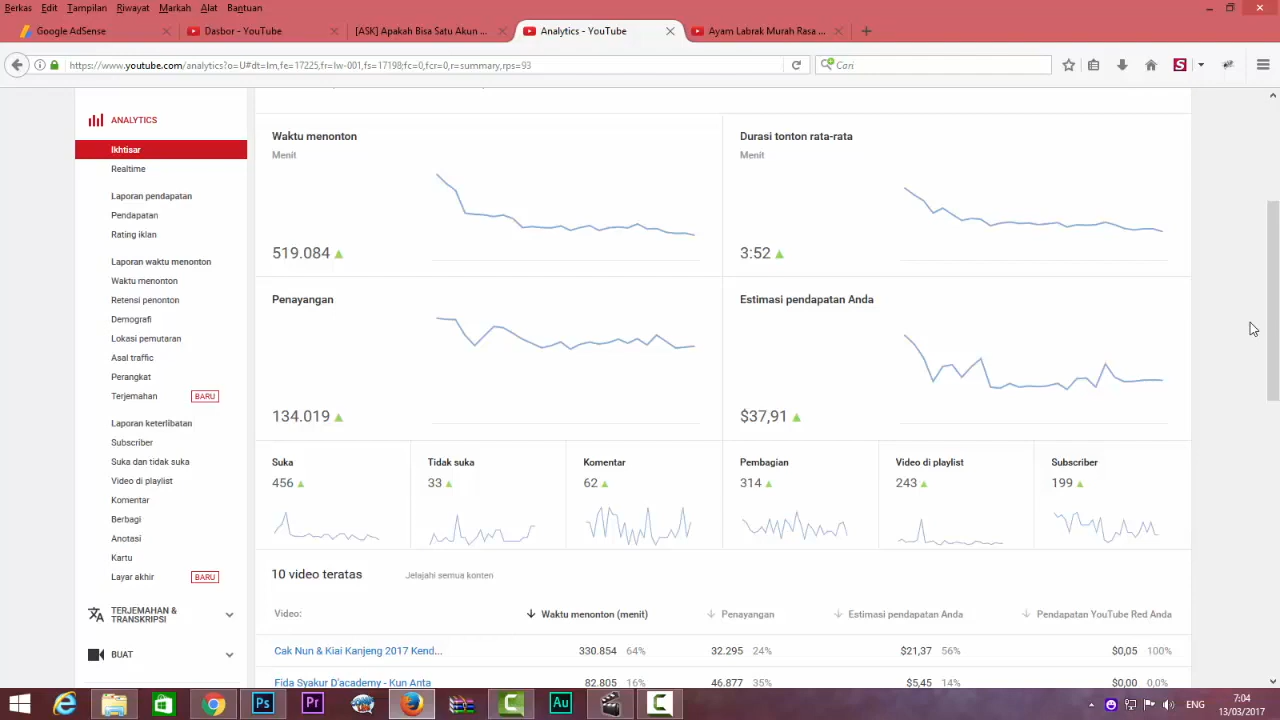 Berkas Edit Tampilan Riwayat Markah Alat Bantuan
Google AdSense
Dasbor - YouTube
[ASK] Apakah Bisa Satu Akun ...
Analytics - YouTube
Ayam Labrak Murah Rasa ...
https://www.youtube.com/analytics?o=U#dt=lm,fe=17225,fr=lw-001,fs=17198;fc=0,fcr=0,r=summary,rps=93
Cari
ANALYTICS
Ikhtisar
Realtime
Laporan pendapatan
Pendapatan
Rating iklan
Laporan waktu menonton
Waktu menonton
Retensi penonton
Demografi
Lokasi pemutaran
Asal traffic
Perangkat
Terjemahan BARU
Laporan keterlibatan
Subscriber
Suka dan tidak suka
Video di playlist
Komentar
Berbagi
Anotasi
Kartu
Layar akhir BARU
TERJEMAHAN &
TRANSKRIPSI
BUAT
Waktu menonton
Menit
519.084
Durasi tonton rata-rata
Menit
3:52
Penayangan
134.019
Estimasi pendapatan Anda
$37,91
Suka
456
Tidak suka
33
Komentar
62
Pembagian
314
Video di playlist
243
Subscriber
199
10 video teratas Jelajahi semua konten
Video: Waktu menonton (menit) Penayangan Estimasi pendapatan Anda Pendapatan YouTube Red Anda
Cak Nun & Kiai Kanjeng 2017 Kend... 330.854 64% 32.295 24% $21,37 56% $0,05 100%
Fida Syakur D'academy - Kun Anta 82.805 16% 46.877 35% $5,45 14% $0,00 0,0%
Ps
Pr
Au
ENG
7:04
13/03/2017